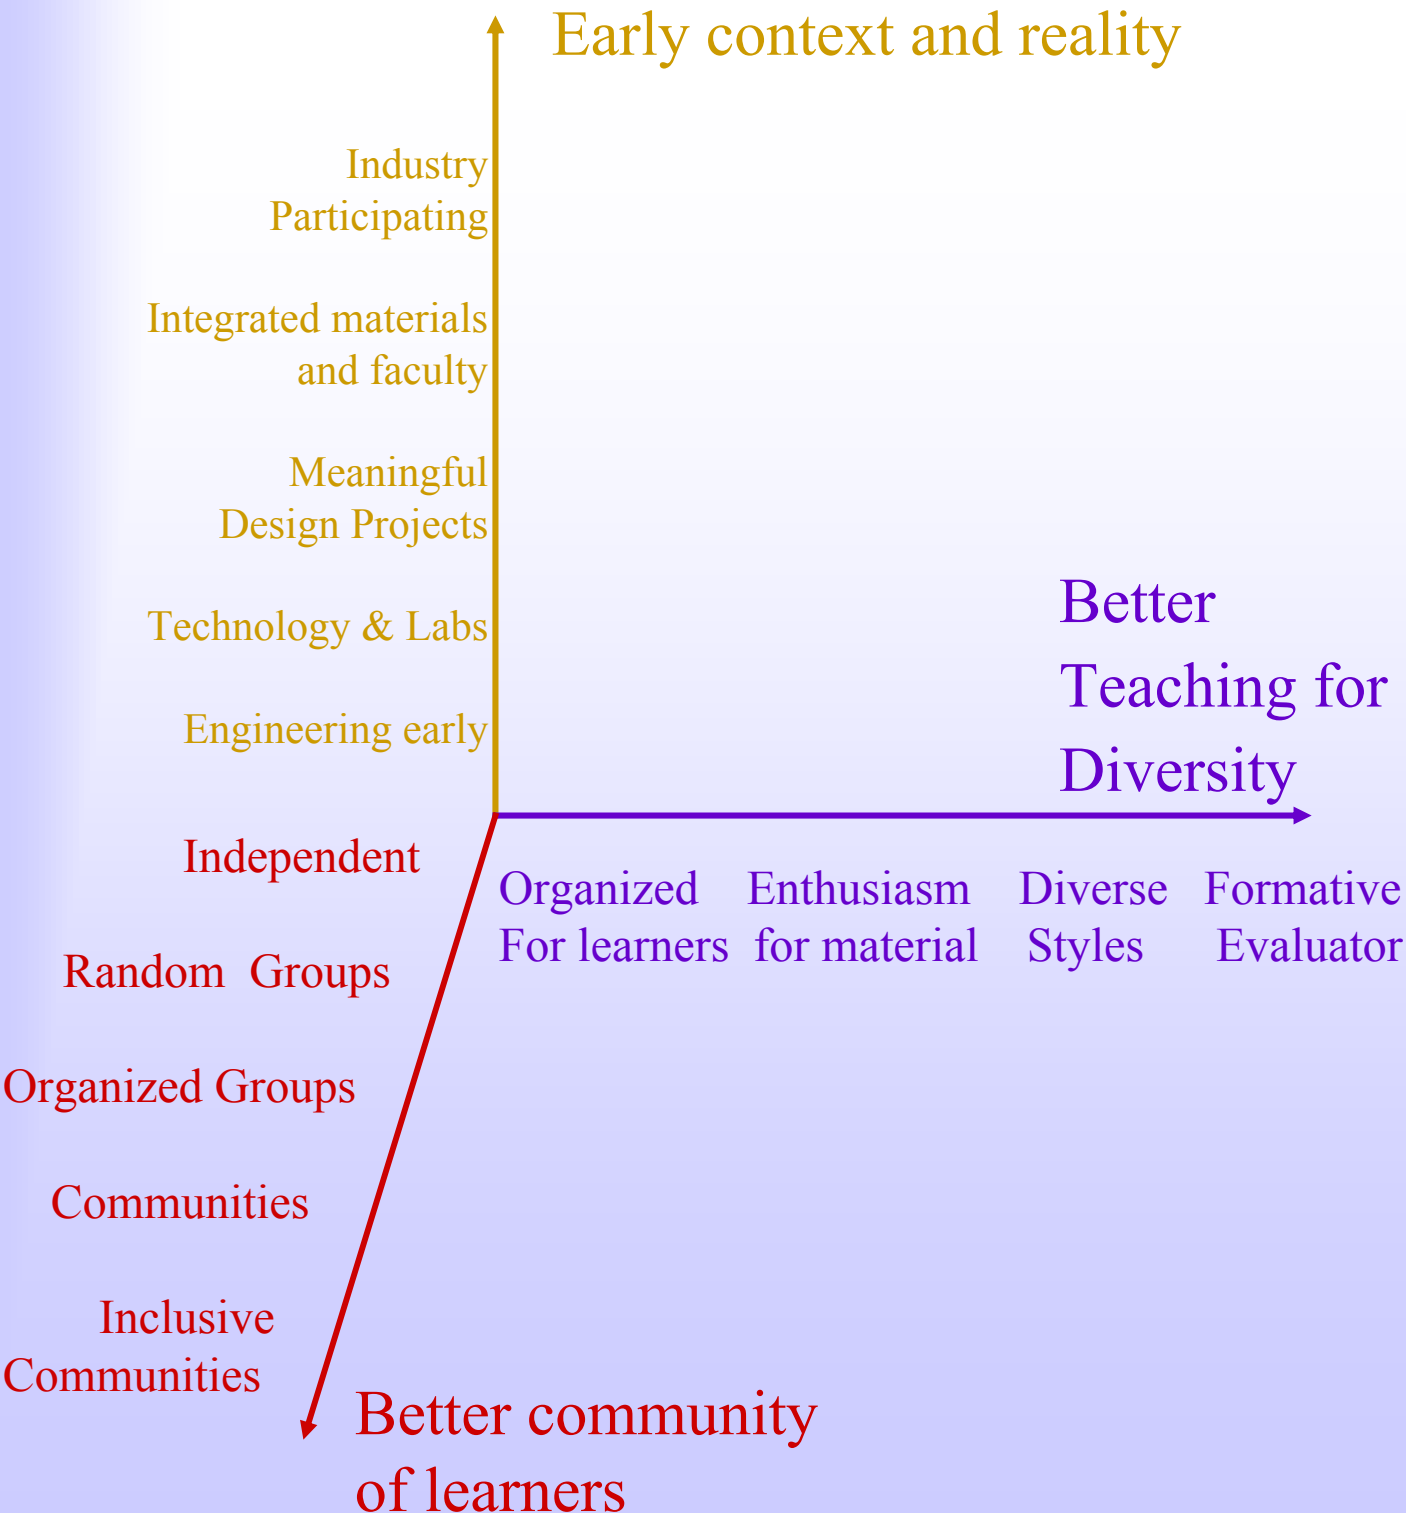 Early context and reality
Industry
Participating
Integrated materials
and faculty
Meaningful
Design Projects
Technology & Labs
Engineering early
Better
Teaching for
Diversity
Organized Enthusiasm Diverse Formative
For learners for material Styles Evaluator
Independent
Random Groups
Organized Groups
Communities
Inclusive
Communities
Better community
of learners